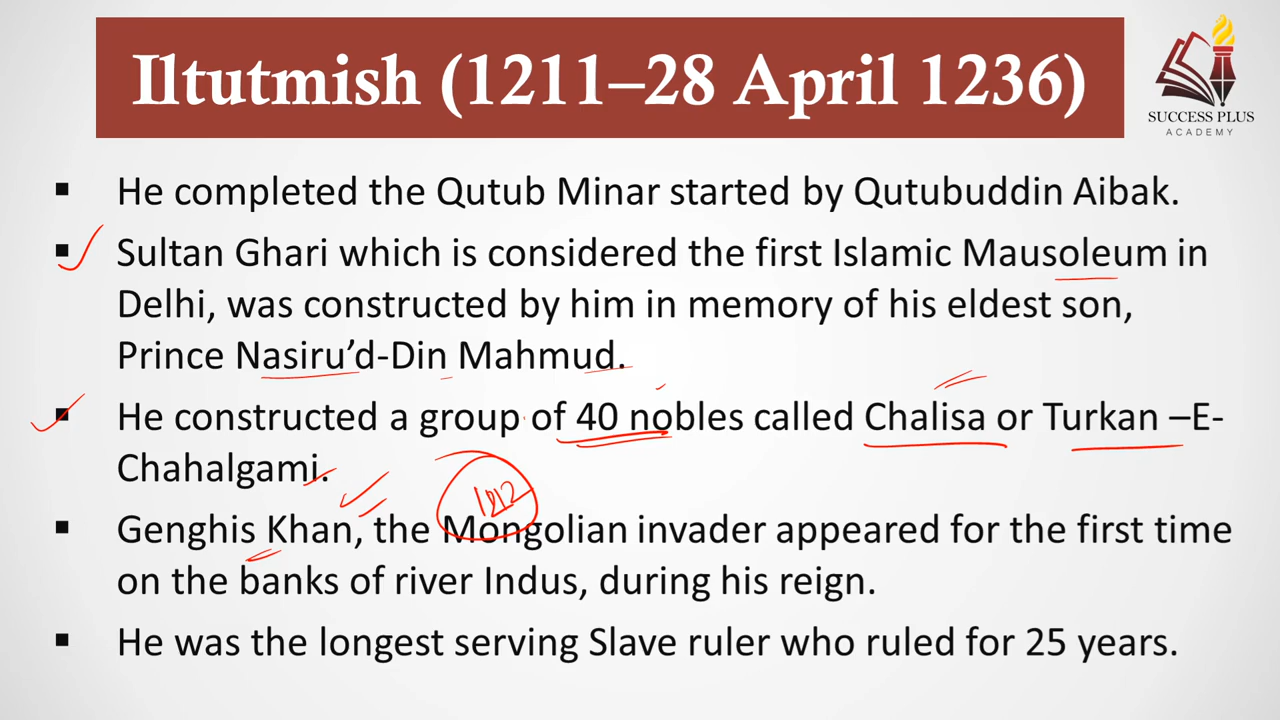 Iltutmish (1211–28 April 1236)
SUCCESS PLUS
ACADEMY
▪ He completed the Qutub Minar started by Qutubuddin Aibak.
▪ Sultan Ghari which is considered the first Islamic Mausoleum in
Delhi, was constructed by him in memory of his eldest son,
Prince Nasiru’d-Din Mahmud.
▪ He constructed a group of 40 nobles called Chalisa or Turkan –E-
Chahalgami.
▪ Genghis Khan, the Mongolian invader appeared for the first time
on the banks of river Indus, during his reign.
▪ He was the longest serving Slave ruler who ruled for 25 years.